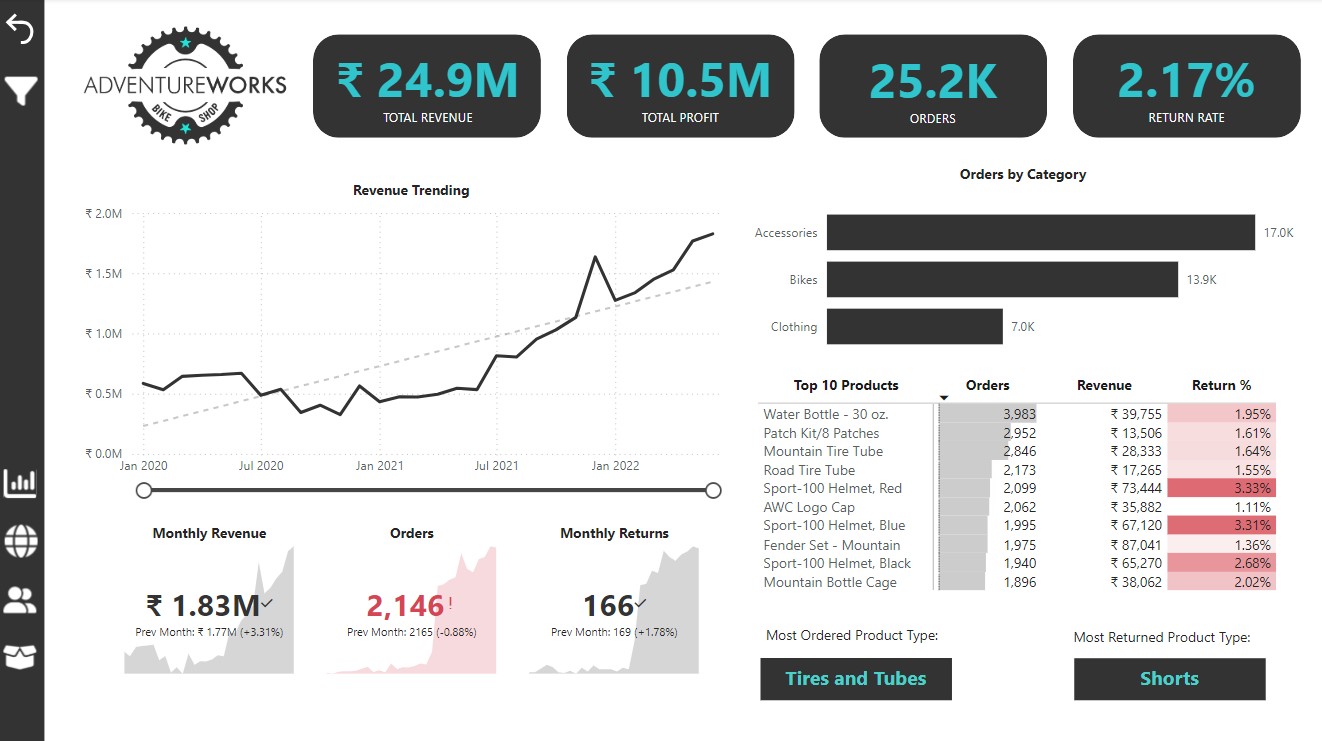 ADVENTUREWORKS
BIKE SHOP
₹ 24.9M
TOTAL REVENUE
₹ 10.5M
TOTAL PROFIT
25.2K
ORDERS
2.17%
RETURN RATE
Revenue Trending
₹ 2.0M
₹ 1.5M
₹ 1.0M
₹ 0.5M
₹ 0.0M
Jan 2020 Jul 2020 Jan 2021 Jul 2021 Jan 2022
Orders by Category
Accessories 17.0K
Bikes 13.9K
Clothing 7.0K
Monthly Revenue
₹ 1.83M
Prev Month: ₹ 1.77M (+3.31%)
Orders
2,146!
Prev Month: 2165 (-0.88%)
Monthly Returns
166
Prev Month: 169 (+1.78%)
Top 10 Products Orders Revenue Return %
Water Bottle - 30 oz. 3,983 ₹ 39,755 1.95%
Patch Kit/8 Patches 2,952 ₹ 13,506 1.61%
Mountain Tire Tube 2,846 ₹ 28,333 1.64%
Road Tire Tube 2,173 ₹ 17,265 1.55%
Sport-100 Helmet, Red 2,099 ₹ 73,444 3.33%
AWC Logo Cap 2,062 ₹ 35,882 1.11%
Sport-100 Helmet, Blue 1,995 ₹ 67,120 3.31%
Fender Set - Mountain 1,975 ₹ 87,041 1.36%
Sport-100 Helmet, Black 1,940 ₹ 65,270 2.68%
Mountain Bottle Cage 1,896 ₹ 38,062 2.02%
Most Ordered Product Type:
Tires and Tubes
Most Returned Product Type:
Shorts